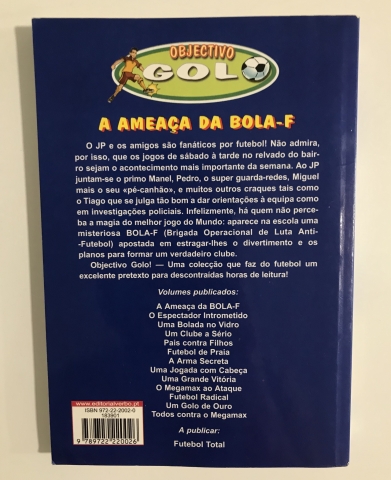 OBJECTIVO
GOLO
A AMEAÇA DA BOLA-F
O JP e os amigos são fanáticos por futebol! Não admira,
por isso, que os jogos de sábado à tarde no relvado do bair-
ro sejam o acontecimento mais importante da semana. Ao JP
juntam-se o primo Manel, Pedro, o super guarda-redes, Miguel
mais o seu «pé-canhão», e muitos outros craques tais como
o Tiago que se julga tão bom a dar orientações à equipa como
em investigações policiais. Infelizmente, há quem não perce-
ba a magia do melhor jogo do Mundo: aparece na escola uma
misteriosa BOLA-F (Brigada Operacional de Luta Anti-
-Futebol) apostada em estragar-lhes o divertimento e os
planos para formar um verdadeiro clube.
Objectivo Golo! — Uma colecção que faz do futebol um
excelente pretexto para descontraídas horas de leitura!
Volumes publicados:
A Ameaça da BOLA-F
O Espectador Intrometido
Uma Bolada no Vidro
Um Clube a Sério
Pais contra Filhos
Futebol de Praia
A Arma Secreta
Uma Jogada com Cabeça
Uma Grande Vitória
O Megamax ao Ataque
Futebol Radical
Um Golo de Ouro
Todos contra o Megamax
A publicar:
Futebol Total
www.editorialverbo.pt
ISBN 972-22-2002-0
183901
9 789722 220026